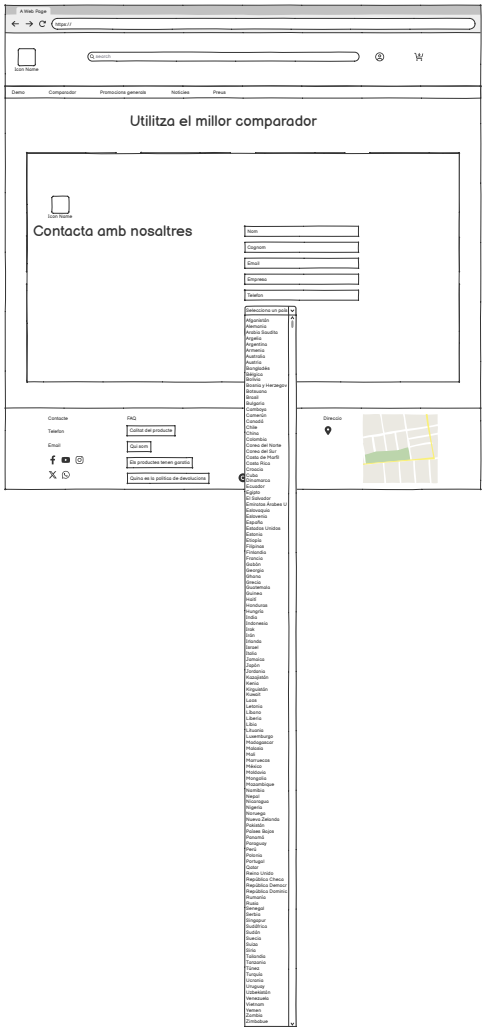 A Web Page
https://
Icon Name
search
Demo
Comparador
Promocions generals
Notícies
Preus
Utilitza el millor comparador
Icon Name
Contacta amb nosaltres
Nom
Cognom
Email
Empresa
Telefon
Selecciona un país
Afganistán
Alemania
Arabia Saudita
Argelia
Argentina
Armenia
Australia
Austria
Bangladés
Bélgica
Bolivia
Bosnia y Herzegov
Botsuana
Brasil
Bulgaria
Camboya
Camerún
Canadá
Chile
China
Colombia
Corea del Norte
Corea del Sur
Costa de Marfil
Costa Rica
Croacia
Cuba
Dinamarca
Ecuador
Egipto
El Salvador
Emiratos Árabes U
Eslovaquia
Eslovenia
España
Estados Unidos
Estonia
Etiopía
Filipinas
Finlandia
Francia
Gabón
Georgia
Ghana
Grecia
Guatemala
Guinea
Haití
Honduras
Hungría
India
Indonesia
Irak
Irán
Irlanda
Israel
Italia
Jamaica
Japón
Jordania
Kazajistán
Kenia
Kirguistán
Kuwait
Laos
Letonia
Líbano
Liberia
Libia
Lituania
Luxemburgo
Madagascar
Malasia
Malí
Marruecos
México
Moldavia
Mongolia
Mozambique
Namibia
Nepal
Nicaragua
Nigeria
Noruega
Nueva Zelanda
Pakistán
Países Bajos
Panamá
Paraguay
Perú
Polonia
Portugal
Qatar
Reino Unido
República Checa
República Democr
República Dominic
Rumanía
Rusia
Senegal
Serbia
Singapur
Sudáfrica
Sudán
Suecia
Suiza
Siria
Tailandia
Tanzania
Túnez
Turquía
Ucrania
Uruguay
Uzbekistán
Venezuela
Vietnam
Yemen
Zambia
Zimbabue
Contacte
Telefon
Email
FAQ
Calitat del producte
Qui som
Els productes tenen garatia
Quina es la politica de devolucions
Direccio